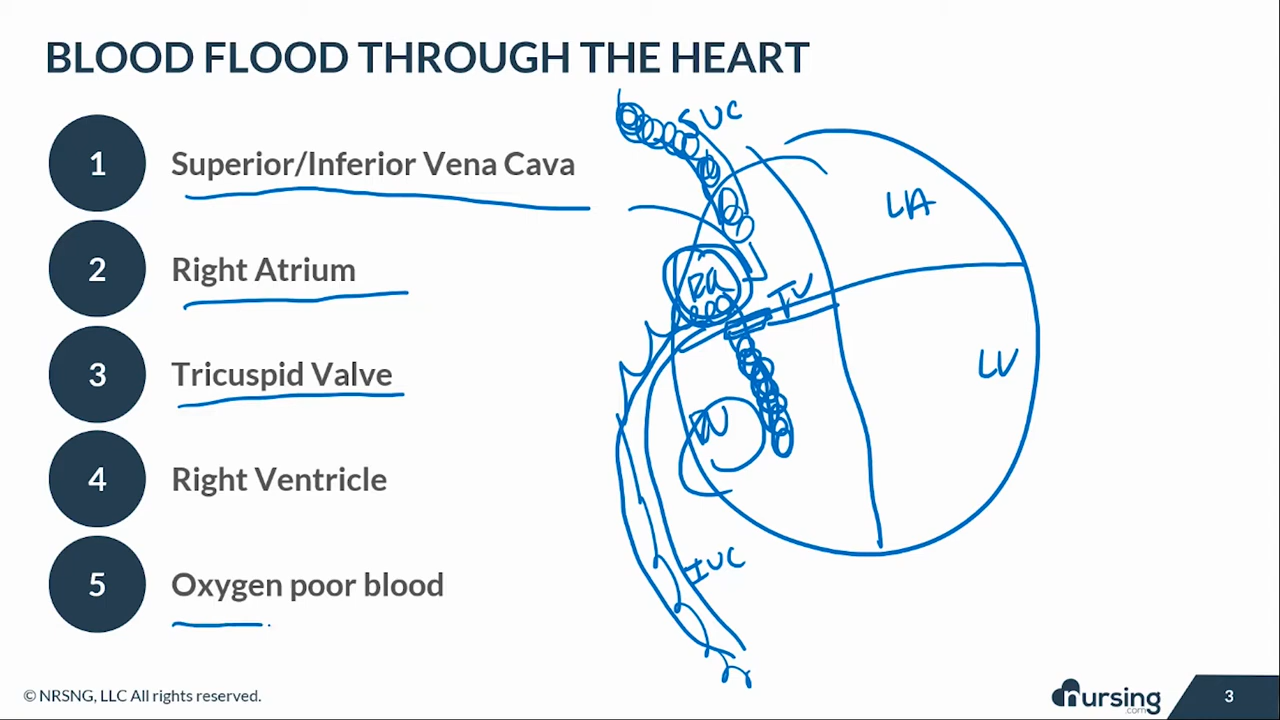 BLOOD FLOOD THROUGH THE HEART
1 Superior/Inferior Vena Cava
2 Right Atrium
3 Tricuspid Valve
4 Right Ventricle
5 Oxygen poor blood
SVC
LA
RA
TV
LV
RV
IVC
© NRSNG, LLC All rights reserved.
nursing
.com
3